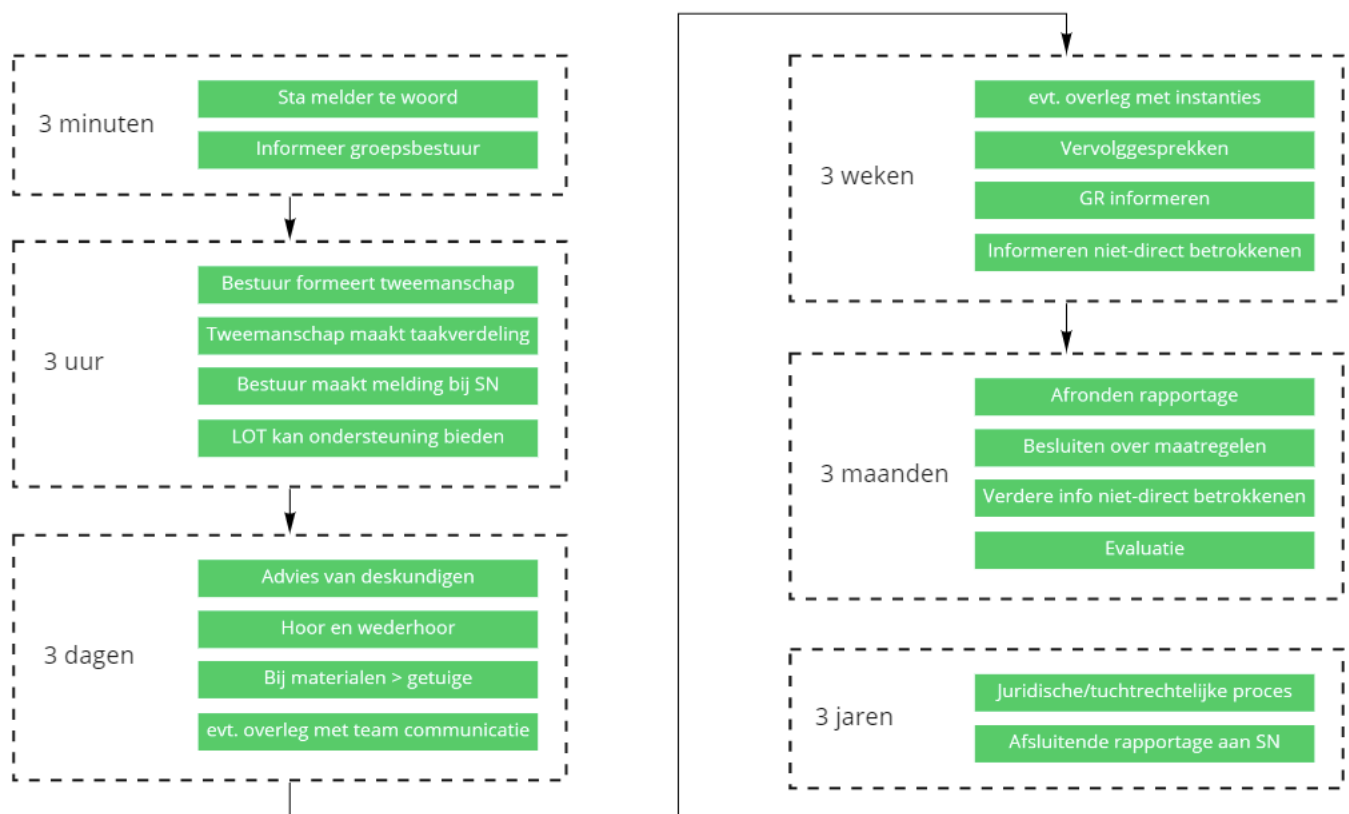 3 minuten
Sta melder te woord
Informeer groepsbestuur
3 uur
Bestuur formeert tweemanschap
Tweemanschap maakt taakverdeling
Bestuur maakt melding bij SN
LOT kan ondersteuning bieden
3 dagen
Advies van deskundigen
Hoor en wederhoor
Bij materialen > getuige
evt. overleg met team communicatie
3 weken
evt. overleg met instanties
Vervolggesprekken
GR informeren
Informeren niet-direct betrokkenen
3 maanden
Afronden rapportage
Besluiten over maatregelen
Verdere info niet-direct betrokkenen
Evaluatie
3 jaren
Juridische/tuchtrechtelijke proces
Afsluitende rapportage aan SN